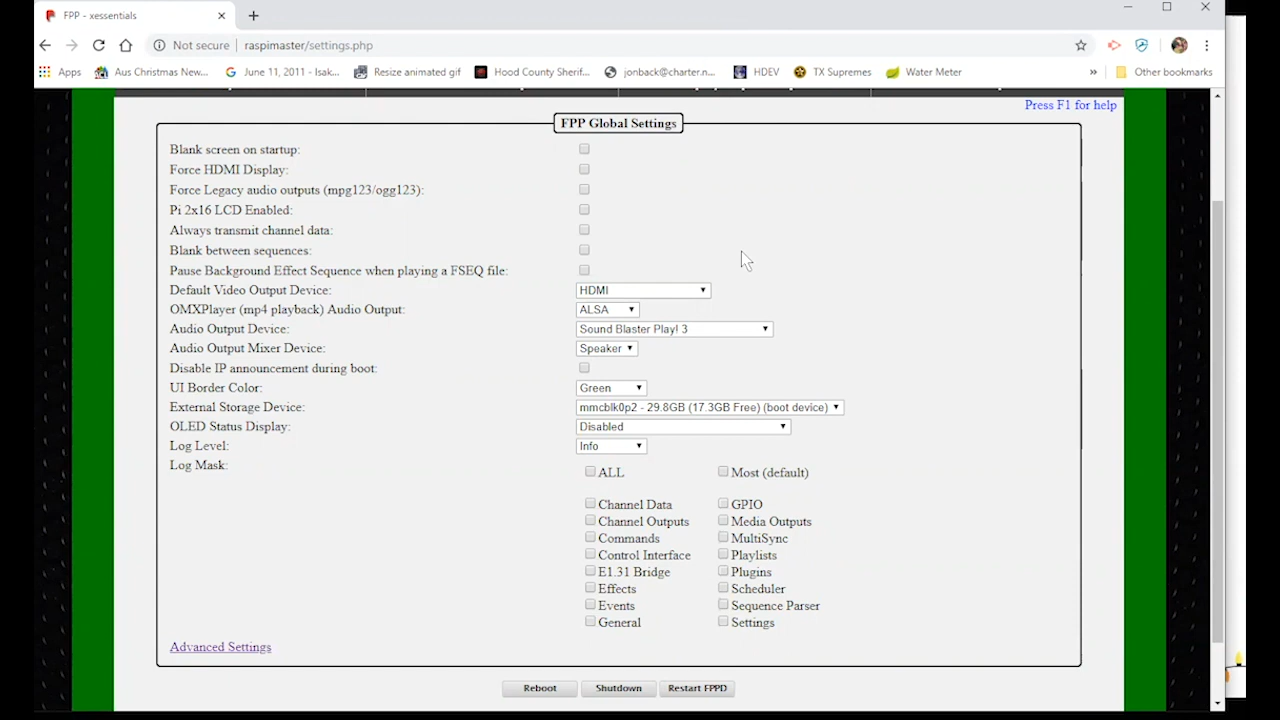 FPP - xessentials
Not secure | raspimaster/settings.php
Apps Aus Christmas New... June 11, 2011 - Isak... Resize animated gif Hood County Sherif... jonback@charter.n... HDEV TX Supremes Water Meter » Other bookmarks
Press F1 for help
FPP Global Settings
Blank screen on startup:
Force HDMI Display:
Force Legacy audio outputs (mpg123/ogg123):
Pi 2x16 LCD Enabled:
Always transmit channel data:
Blank between sequences:
Pause Background Effect Sequence when playing a FSEQ file:
Default Video Output Device: HDMI
OMXPlayer (mp4 playback) Audio Output: ALSA
Audio Output Device: Sound Blaster Play! 3
Audio Output Mixer Device: Speaker
Disable IP announcement during boot:
UI Border Color: Green
External Storage Device: mmcblk0p2 - 29.8GB (17.3GB Free) (boot device)
OLED Status Display: Disabled
Log Level: Info
Log Mask:
ALL Most (default)
Channel Data GPIO
Channel Outputs Media Outputs
Commands MultiSync
Control Interface Playlists
E1.31 Bridge Plugins
Effects Scheduler
Events Sequence Parser
General Settings
Advanced Settings
Reboot Shutdown Restart FPPD